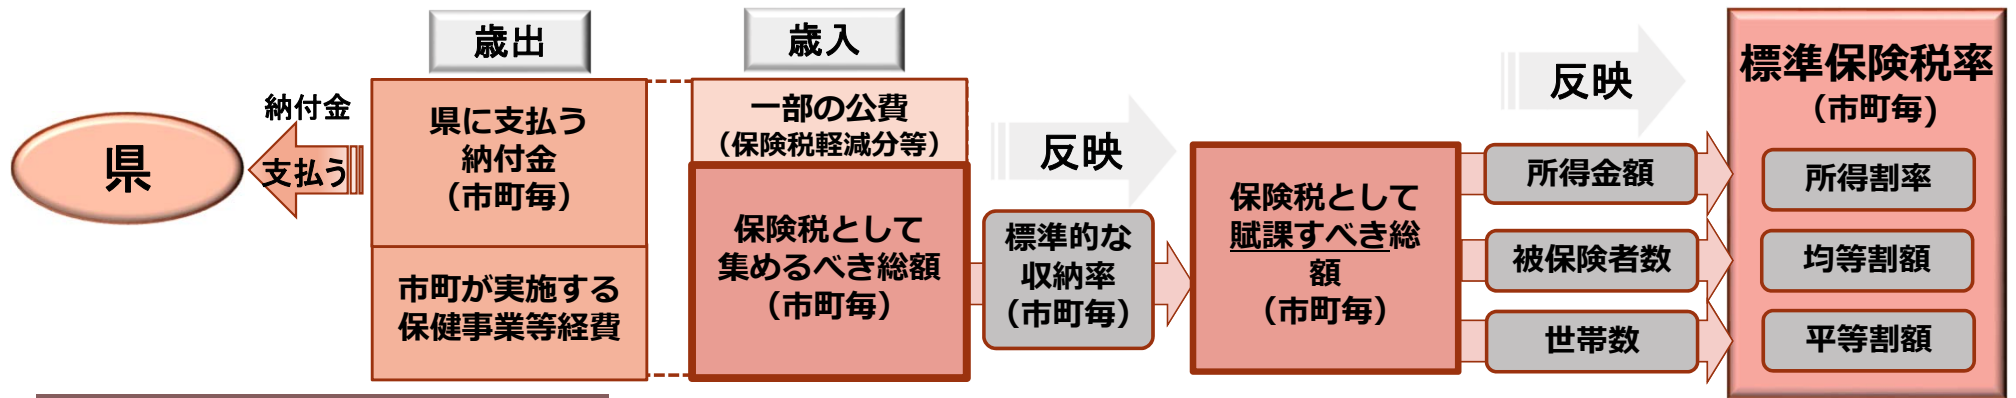 県
納付金
支払う
歳出
県に支払う
納付金
（市町毎）
市町が実施する
保健事業等経費
歳入
一部の公費
（保険税軽減分等）
保険税として
集めるべき総額
（市町毎）
反映
標準的な
収納率
（市町毎）
保険税として
賦課すべき総
額
（市町毎）
反映
所得金額
被保険者数
世帯数
標準保険税率
（市町毎）
所得割率
均等割額
平等割額